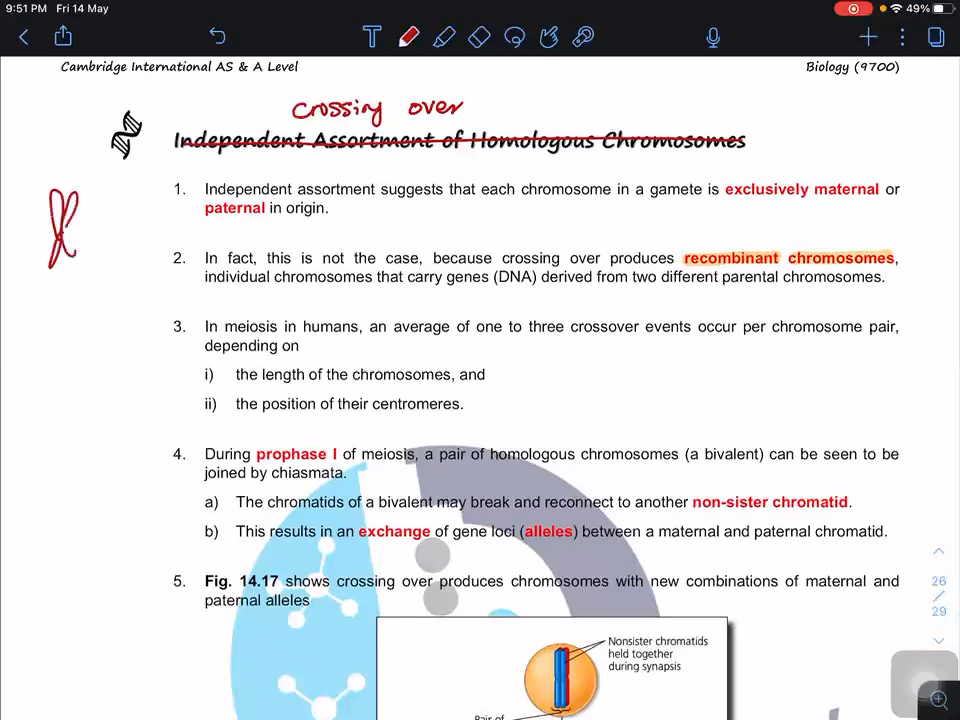 9:51 PM Fri 14 May
49%
Cambridge International AS & A Level
Biology (9700)
Crossing over
Independent Assortment of Homologous Chromosomes
1. Independent assortment suggests that each chromosome in a gamete is exclusively maternal or
paternal in origin.
2. In fact, this is not the case, because crossing over produces recombinant chromosomes,
individual chromosomes that carry genes (DNA) derived from two different parental chromosomes.
3. In meiosis in humans, an average of one to three crossover events occur per chromosome pair,
depending on
i) the length of the chromosomes, and
ii) the position of their centromeres.
4. During prophase I of meiosis, a pair of homologous chromosomes (a bivalent) can be seen to be
joined by chiasmata.
a) The chromatids of a bivalent may break and reconnect to another non-sister chromatid.
b) This results in an exchange of gene loci (alleles) between a maternal and paternal chromatid.
5. Fig. 14.17 shows crossing over produces chromosomes with new combinations of maternal and
paternal alleles
26
/
29
Nonsister chromatids
held together
during synapsis
Pair of